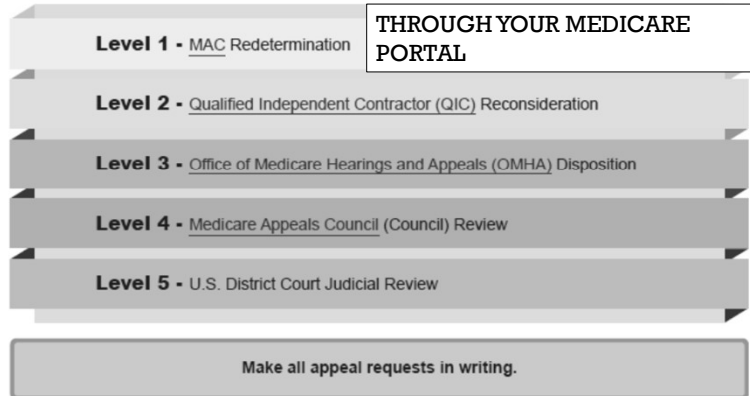 Level 1 - MAC Redetermination
THROUGH YOUR MEDICARE
PORTAL
Level 2 - Qualified Independent Contractor (QIC) Reconsideration
Level 3 - Office of Medicare Hearings and Appeals (OMHA) Disposition
Level 4 - Medicare Appeals Council (Council) Review
Level 5 - U.S. District Court Judicial Review
Make all appeal requests in writing.